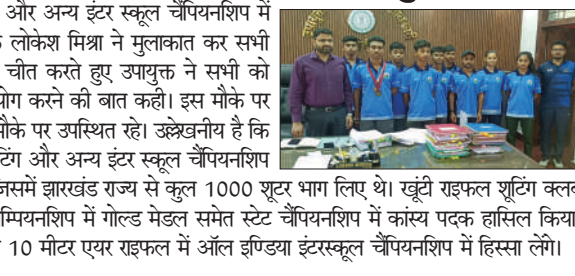 और अन्य इंटर स्कूल चैंपियनशिप में
लोकेश मिश्रा ने मुलाकात कर सभी
चीत करते हुए उपायुक्त ने सभी को
योग करने की बात कही। इस मौके पर
मौके पर उपस्थित रहे। उल्लेखनीय है कि
टिंग और अन्य इंटर स्कूल चैंपियनशिप
जसमें झारखंड राज्य से कुल 1000 शूटर भाग लिए थे। खूंटी राइफल शूटिंग क्लब
म्पियनशिप में गोल्ड मेडल समेत स्टेट चैंपियनशिप में कांस्य पदक हासिल किया
10 मीटर एयर राइफल में ऑल इण्डिया इंटरस्कूल चैंपियनशिप में हिस्सा लेंगे।